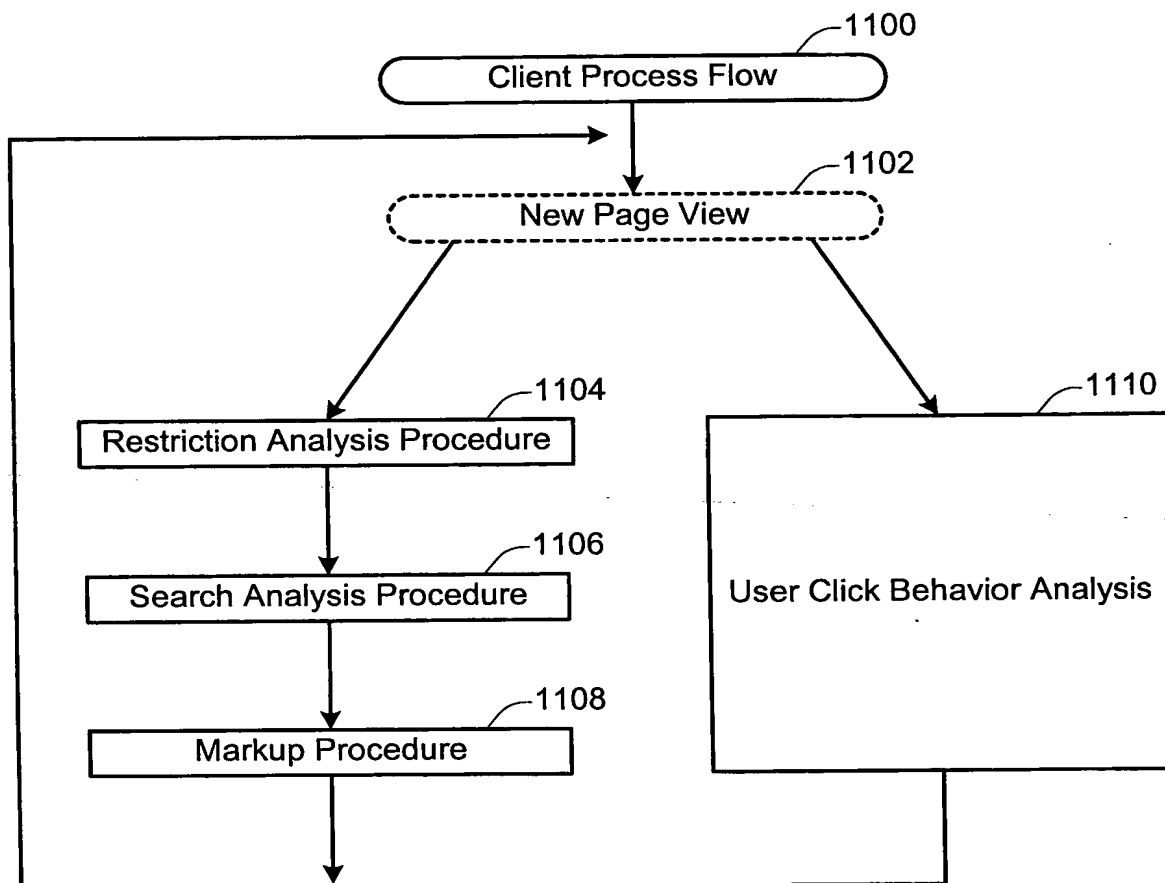 1100
Client Process Flow
1102
New Page View
1104
Restriction Analysis Procedure
1110
1106
Search Analysis Procedure
User Click Behavior Analysis
1108
Markup Procedure